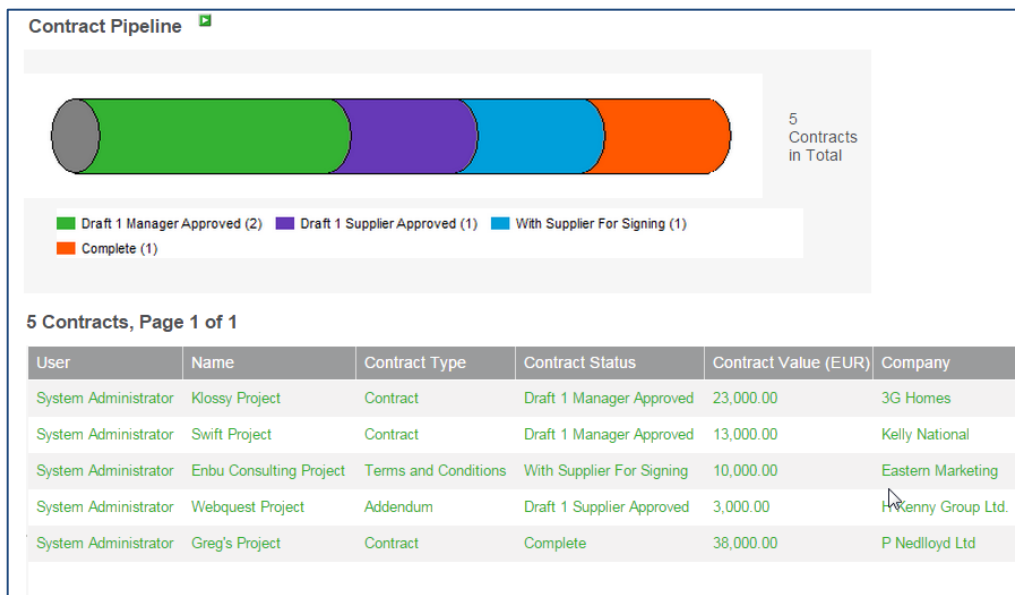 Contract Pipeline
5
Contracts
in Total
Draft 1 Manager Approved (2) Draft 1 Supplier Approved (1) With Supplier For Signing (1)
Complete (1)
5 Contracts, Page 1 of 1
User Name Contract Type Contract Status Contract Value (EUR) Company
System Administrator Klossy Project Contract Draft 1 Manager Approved 23,000.00 3G Homes
System Administrator Swift Project Contract Draft 1 Manager Approved 13,000.00 Kelly National
System Administrator Enbu Consulting Project Terms and Conditions With Supplier For Signing 10,000.00 Eastern Marketing
System Administrator Webquest Project Addendum Draft 1 Supplier Approved 3,000.00 Kenny Group Ltd.
System Administrator Greg's Project Contract Complete 38,000.00 P Nedlloyd Ltd